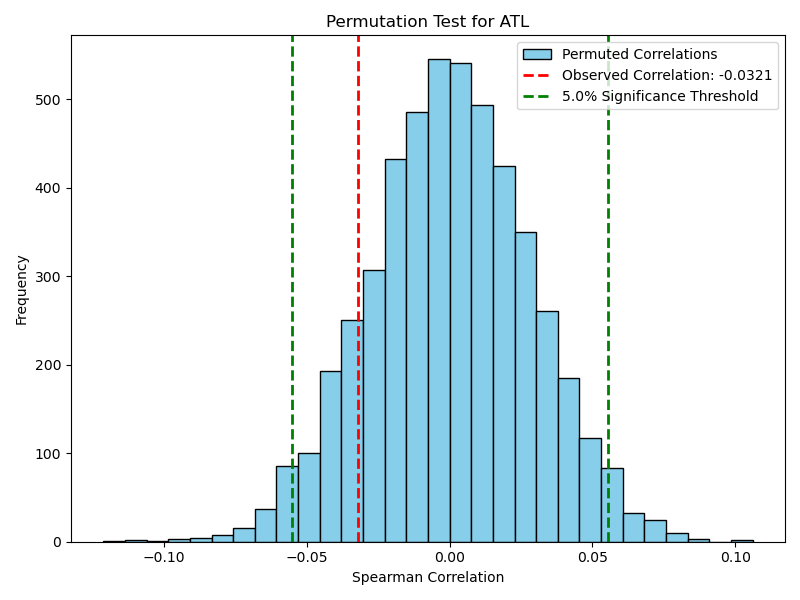 Permutation Test for ATL
Permuted Correlations
Observed Correlation: -0.0321
5.0% Significance Threshold
Frequency
500
400
300
200
100
0
−0.10
−0.05
0.00
0.05
0.10
Spearman Correlation